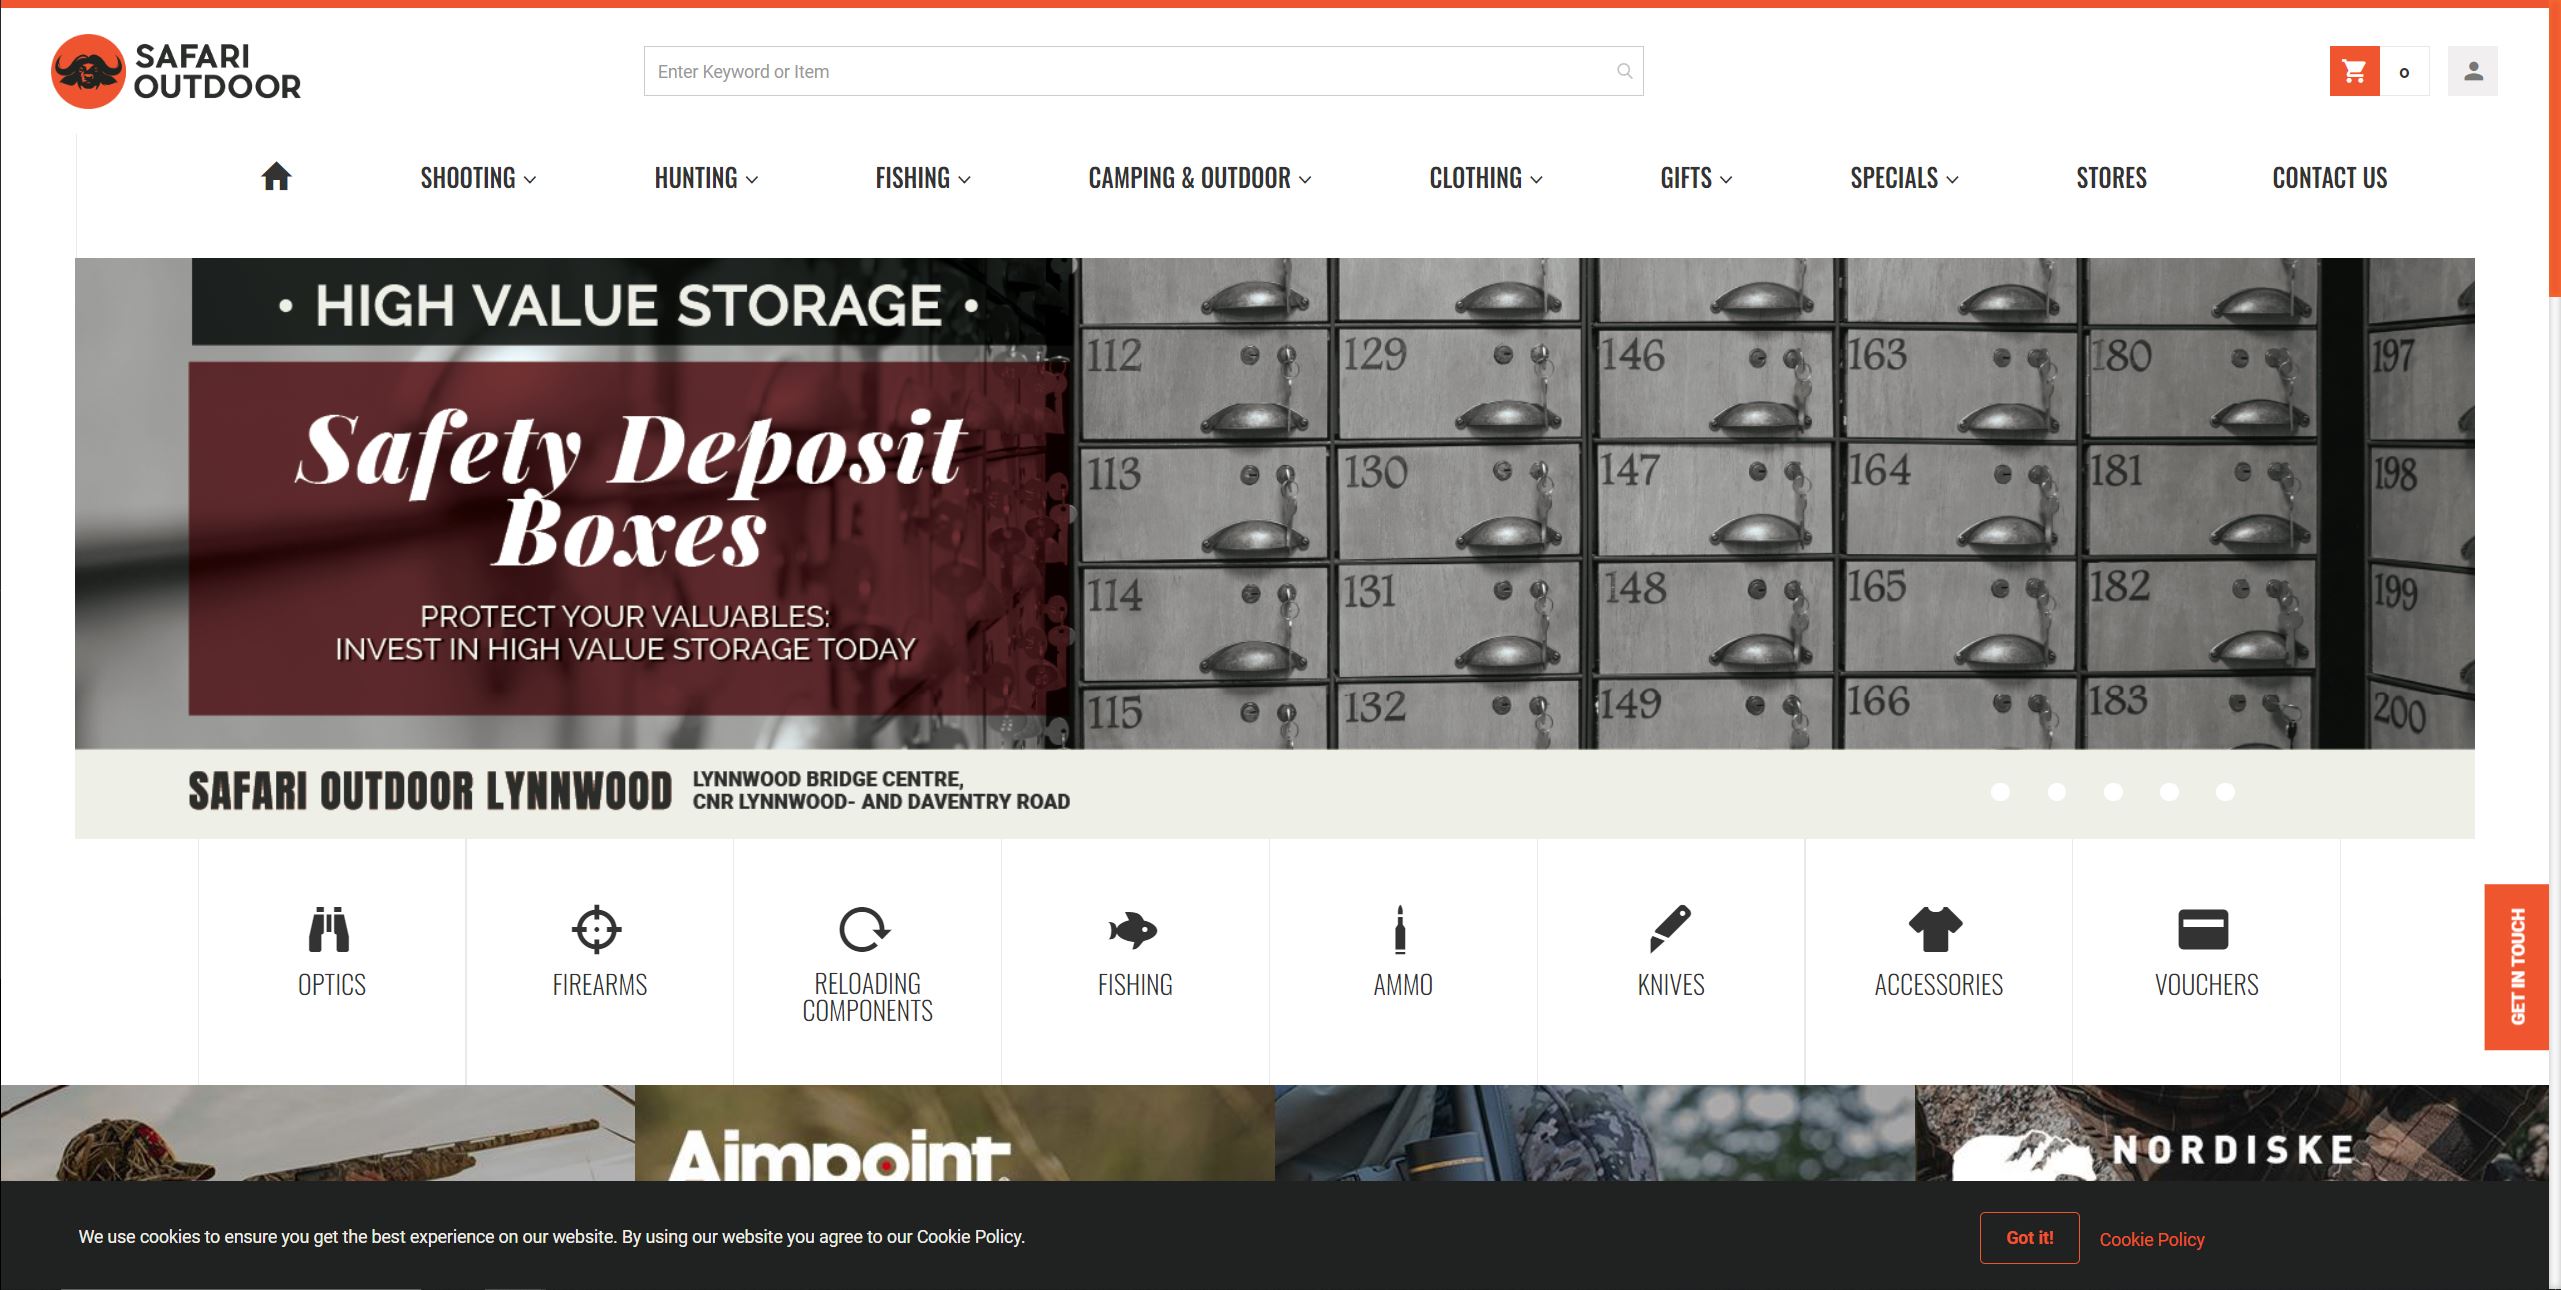 SAFARI
OUTDOOR
Enter Keyword or Item
0
SHOOTING
HUNTING
FISHING
CAMPING & OUTDOOR
CLOTHING
GIFTS
SPECIALS
STORES
CONTACT US
• HIGH VALUE STORAGE •
Safety Deposit
Boxes
PROTECT YOUR VALUABLES:
INVEST IN HIGH VALUE STORAGE TODAY
112 129 146 163 180 197
113 130 147 164 181 198
114 131 148 165 182 199
115 132 149 166 183 200
SAFARI OUTDOOR LYNNWOOD
LYNNWOOD BRIDGE CENTRE,
CNR LYNNWOOD- AND DAVENTRY ROAD
OPTICS
FIREARMS
RELOADING
COMPONENTS
FISHING
AMMO
KNIVES
ACCESSORIES
VOUCHERS
GET IN TOUCH
Aimpoint
NORDISKE
We use cookies to ensure you get the best experience on our website. By using our website you agree to our Cookie Policy.
Got it!
Cookie Policy